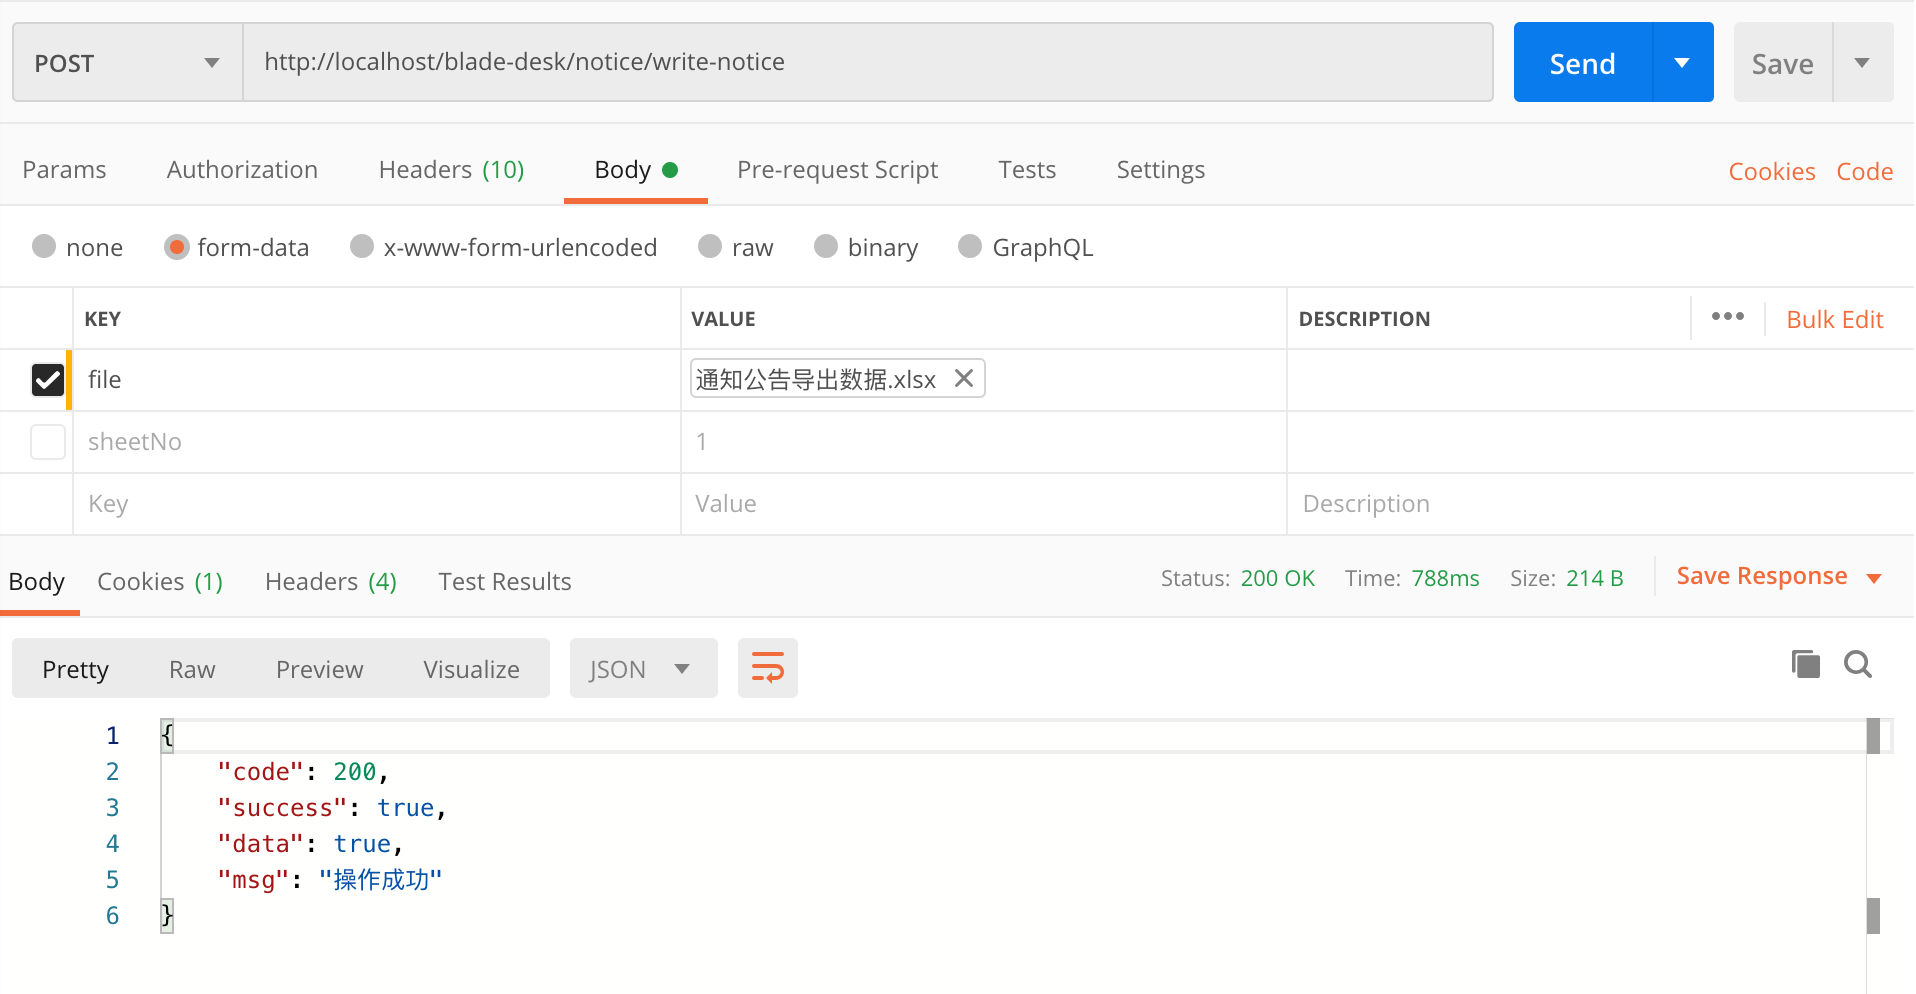 POST http://localhost/blade-desk/notice/write-notice Send Save
Params Authorization Headers (10) Body Pre-request Script Tests Settings Cookies Code
none form-data x-www-form-urlencoded raw binary GraphQL
KEY VALUE DESCRIPTION ••• Bulk Edit
file 通知公告导出数据.xlsx
sheetNo 1
Key Value Description
Body Cookies (1) Headers (4) Test Results Status: 200 OK Time: 788ms Size: 214 B Save Response
Pretty Raw Preview Visualize JSON
1 {
2 "code": 200,
3 "success": true,
4 "data": true,
5 "msg": "操作成功"
6 }